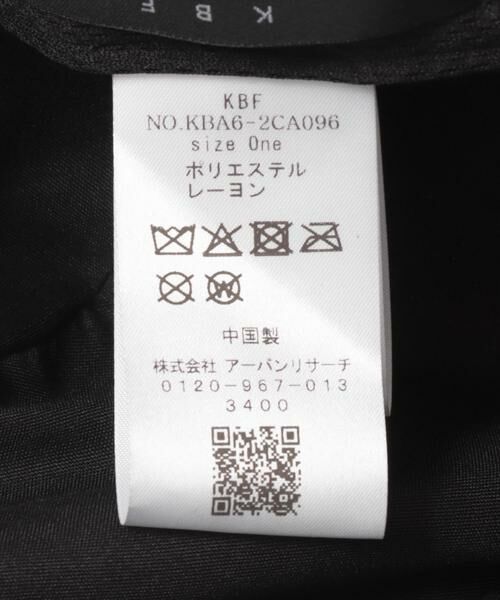 KBF
KBF
NO.KBA6-2CA096
size One
ポリエステル
レーヨン
W
中国製
株式会社 アーバンリサーチ
0120-967-013
3400